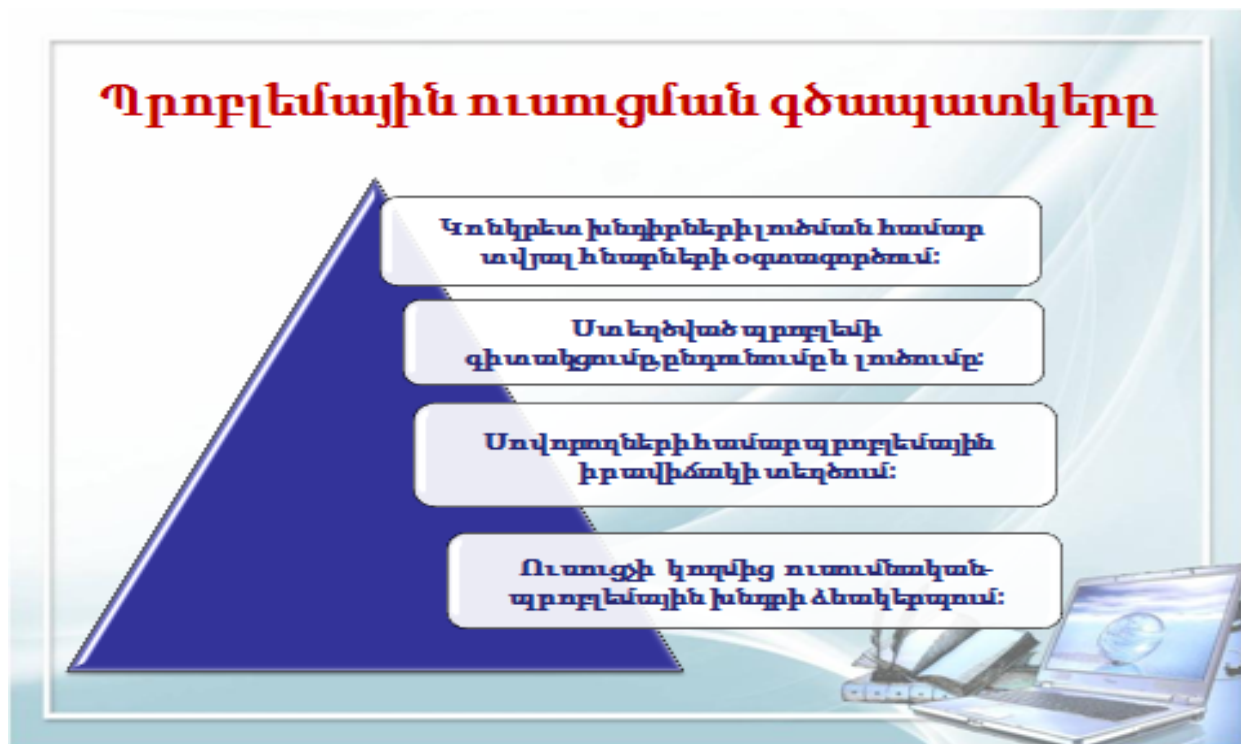 Պրոբլեմային ուսուցման գծապատկերը
Կոնկրետ խնդիրների լուծման համար
տվյալ հնարների օգտագործում:
Ստեղծված պրոբլեմի
գիտակցումը,ընդունումը և լուծումը:
Սովորողների համար պրոբլեմային
իրավիճակի տեղծում:
Ուսուցչի կողմից ուսումնական-
պրոբլեմային խնդրի ձևակերպում: